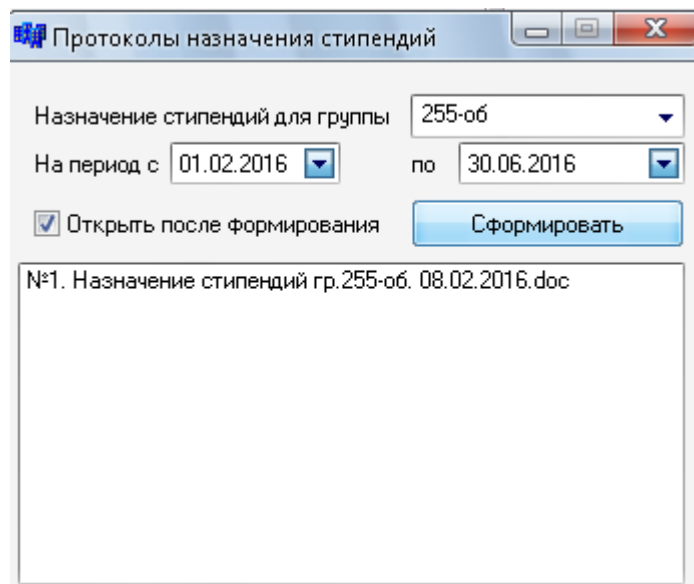 Протоколы назначения стипендий
Назначение стипендий для группы 255-об
На период с 01.02.2016 по 30.06.2016
Открыть после формирования Сформировать
№1. Назначение стипендий гр.255-об. 08.02.2016.doc